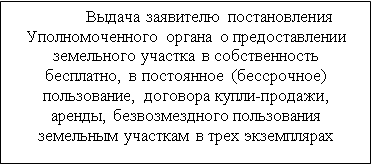 Выдача заявителю постановления
Уполномоченного органа о предоставлении
земельного участка в собственность
бесплатно, в постоянное (бессрочное)
пользование, договора купли-продажи,
аренды, безвозмездного пользования
земельным участкам в трех экземплярах